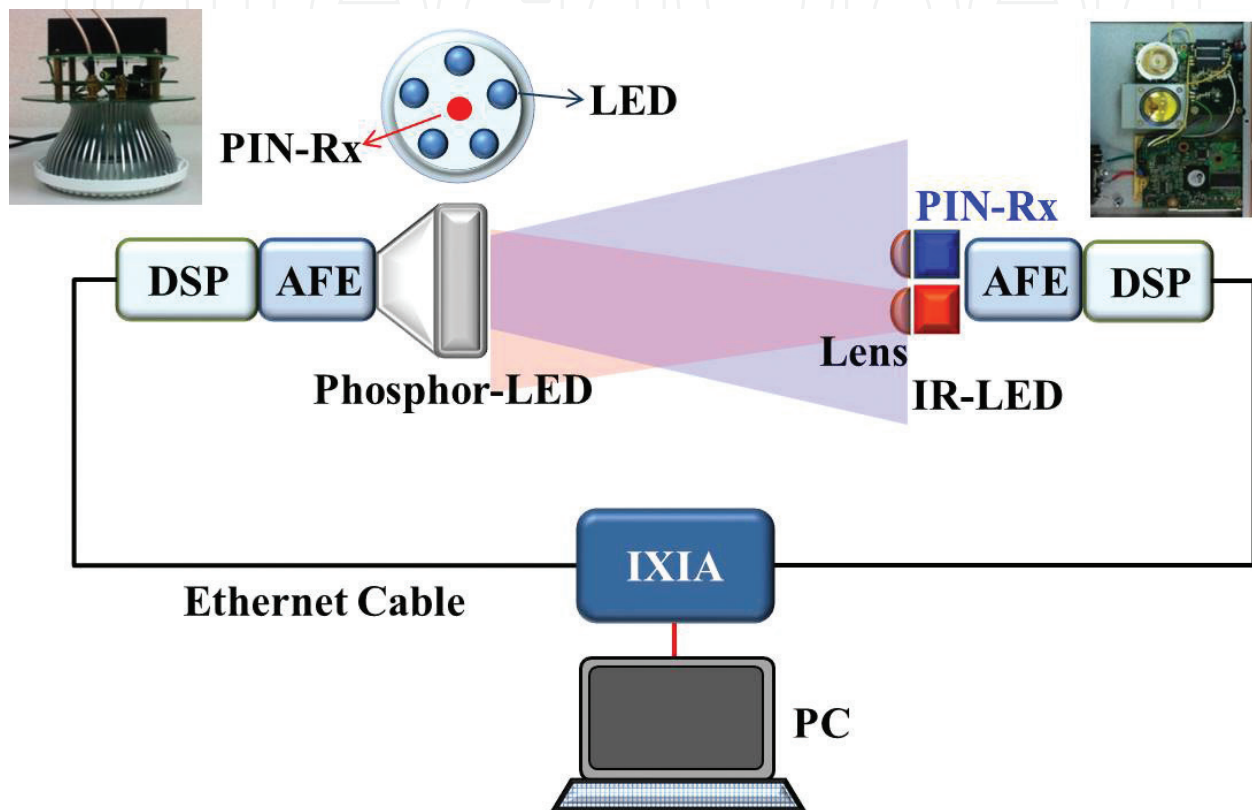 LED
PIN-Rx
PIN-Rx
DSP
AFE
AFE
DSP
Lens
Phosphor-LED
IR-LED
IXIA
Ethernet Cable
PC